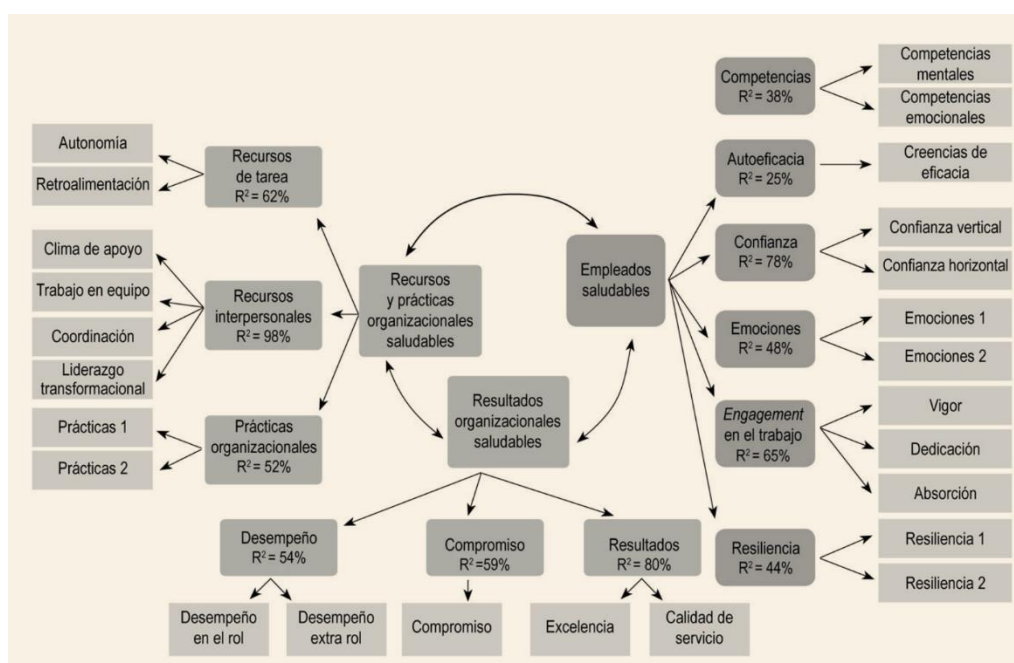 Autonomía
Retroalimentación
Recursos
de tarea
R² = 62%
Clima de apoyo
Trabajo en equipo
Coordinación
Liderazgo
transformacional
Recursos
interpersonales
R² = 98%
Prácticas 1
Prácticas 2
Prácticas
organizacionales
R² = 52%
Recursos
y prácticas
organizacionales
saludables
Empleados
saludables
Resultados
organizacionales
saludables
Competencias
R² = 38%
Competencias
mentales
Competencias
emocionales
Autoeficacia
R² = 25%
Creencias de
eficacia
Confianza
R² = 78%
Confianza vertical
Confianza horizontal
Emociones
R² = 48%
Emociones 1
Emociones 2
Engagement
en el trabajo
R² = 65%
Vigor
Dedicación
Absorción
Resiliencia
R² = 44%
Resiliencia 1
Resiliencia 2
Desempeño
R² = 54%
Compromiso
R² =59%
Resultados
R² = 80%
Desempeño
en el rol
Desempeño
extra rol
Compromiso
Excelencia
Calidad de
servicio